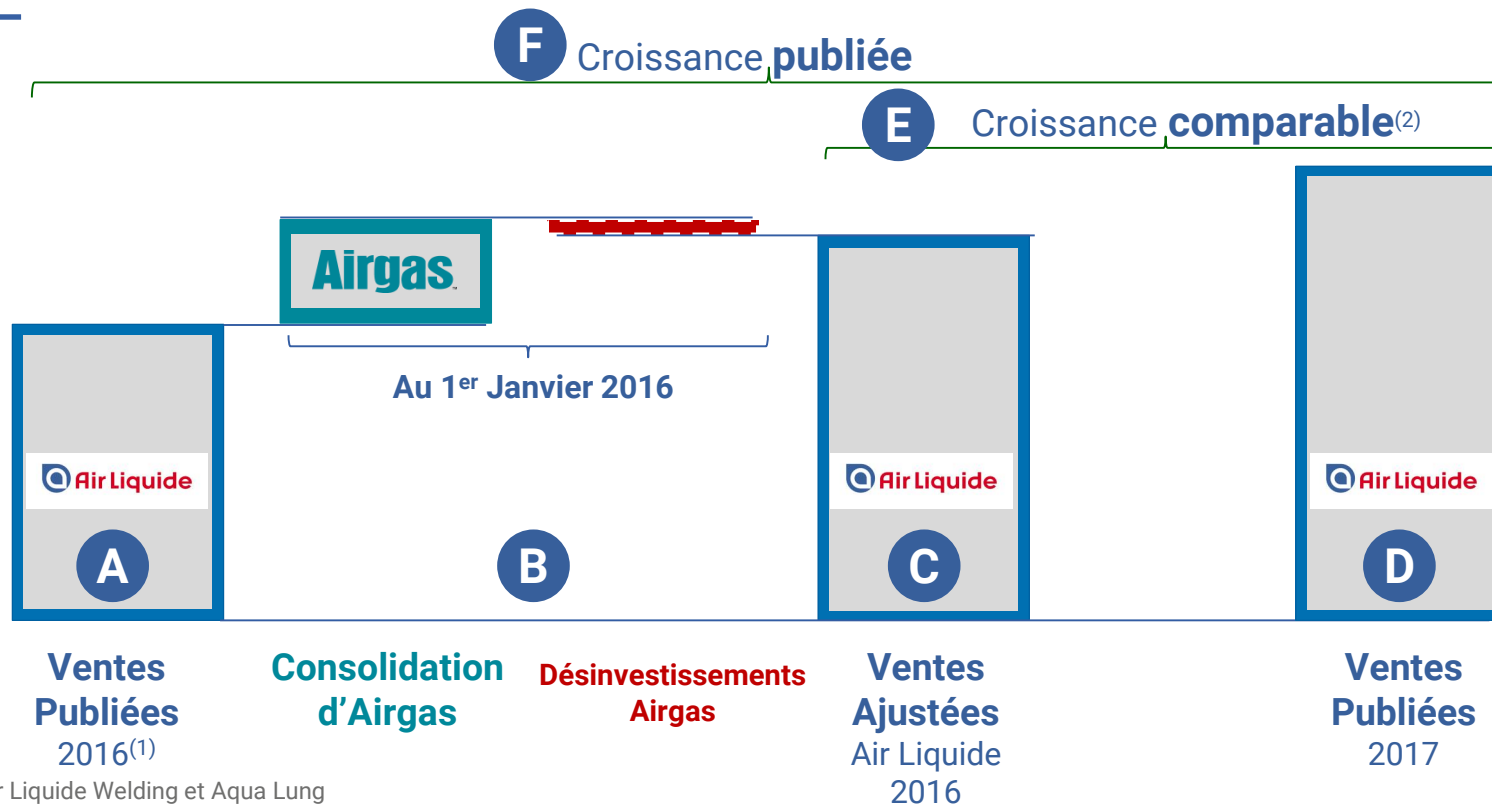 F Croissance publiée
E Croissance comparable(2)
Airgas
Au 1er Janvier 2016
Air Liquide
Air Liquide
Air Liquide
A
B
C
D
Ventes
Publiées
2016(1)
Consolidation
d’Airgas
Désinvestissements
Airgas
Ventes
Ajustées
Air Liquide
2016
Ventes
Publiées
2017
r Liquide Welding et Aqua Lung